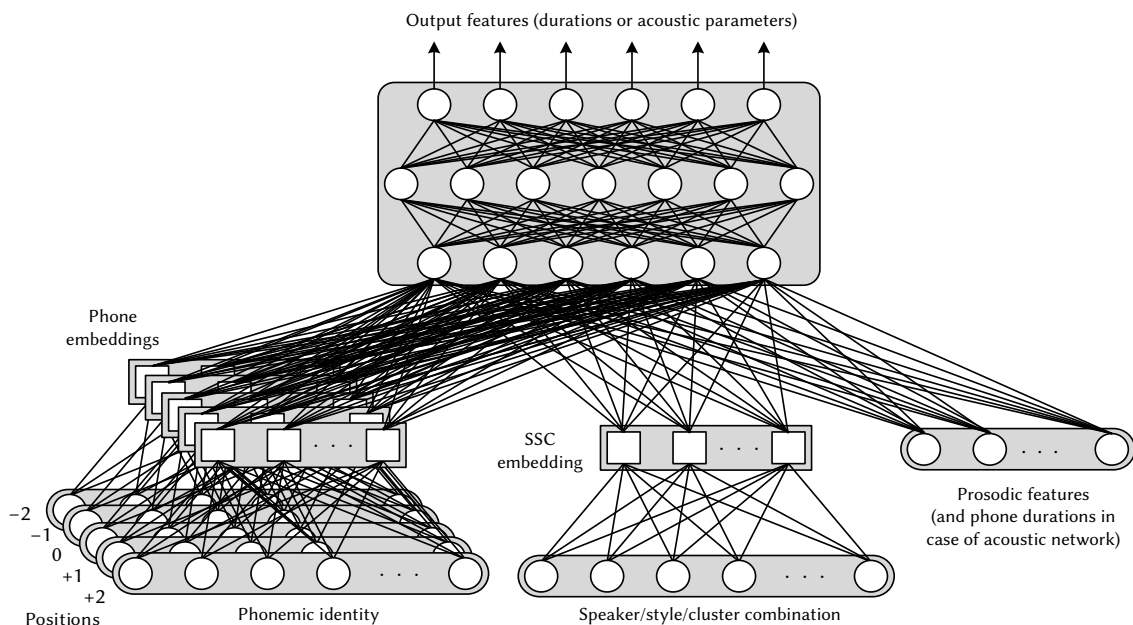 Output features (durations or acoustic parameters)
Phone
embeddings
SSC
embedding
. . .
. . .
. . .
Prosodic features
(and phone durations in
case of acoustic network)
−2
−1
0
+1
+2
Positions
. . .
. . .
Phonemic identity
Speaker/style/cluster combination